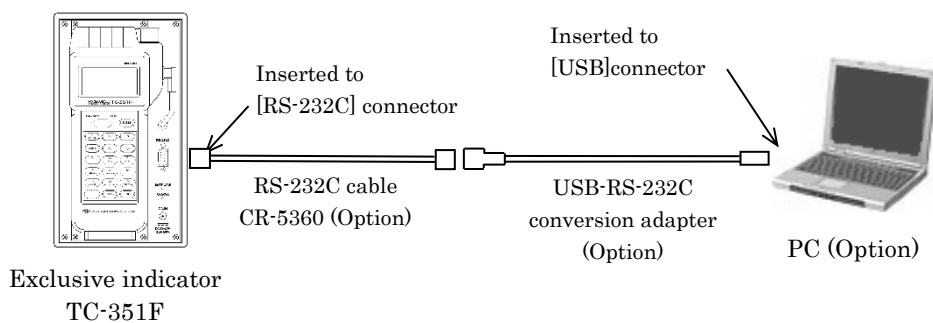 Inserted to
[RS-232C] connector
Inserted to
[USB]connector
RS-232C cable
CR-5360 (Option)
USB-RS-232C
conversion adapter
(Option)
PC (Option)
Exclusive indicator
TC-351F